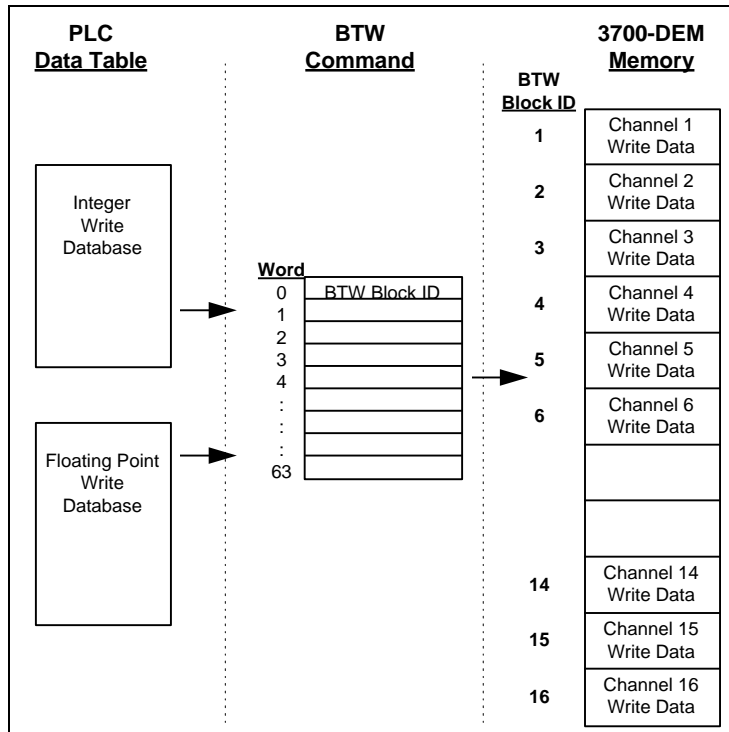 PLC
Data Table
BTW
Command
3700-DEM
Memory
BTW
Block ID
Integer
Write
Database
Floating Point
Write
Database
Word
0
BTW Block ID
1
2
3
4
:
:
:
63
1
Channel 1
Write Data
2
Channel 2
Write Data
3
Channel 3
Write Data
4
Channel 4
Write Data
5
Channel 5
Write Data
6
Channel 6
Write Data
14
Channel 14
Write Data
15
Channel 15
Write Data
16
Channel 16
Write Data